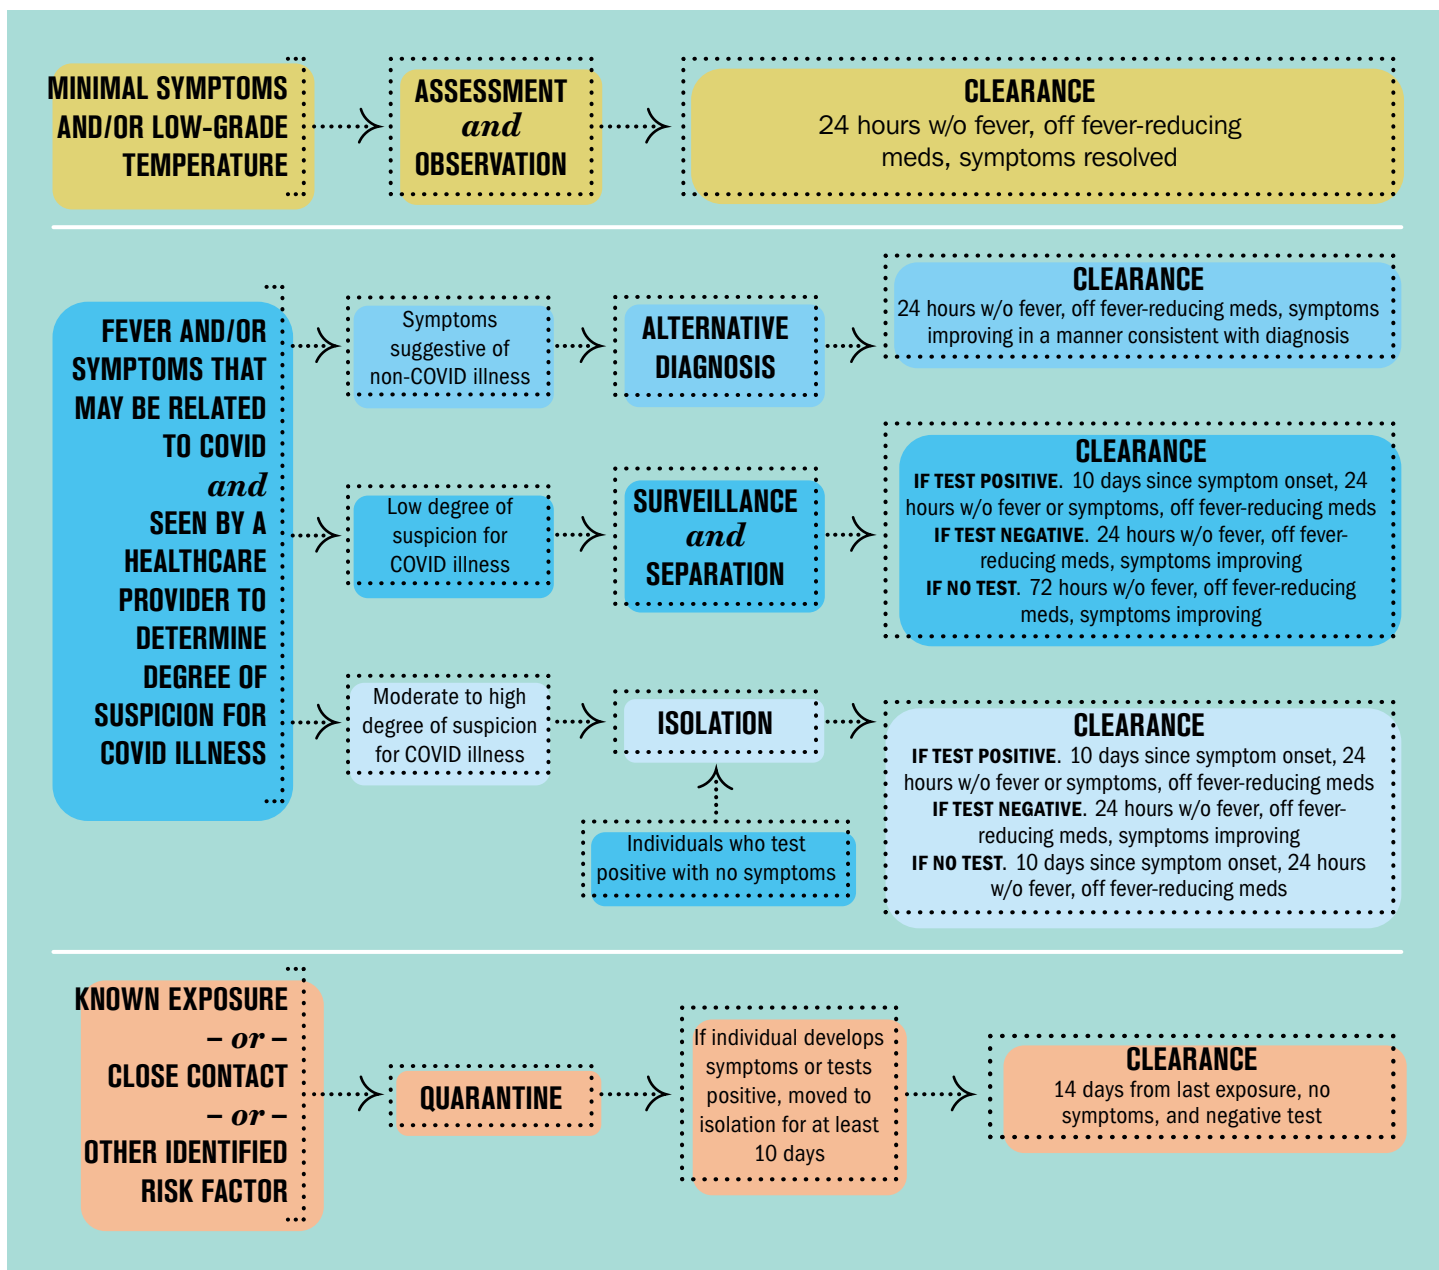 MINIMAL SYMPTOMS
AND/OR LOW-GRADE
TEMPERATURE
ASSESSMENT
and
OBSERVATION
CLEARANCE
24 hours w/o fever, off fever-reducing
meds, symptoms resolved
FEVER AND/OR
SYMPTOMS THAT
MAY BE RELATED
TO COVID
and
SEEN BY A
HEALTHCARE
PROVIDER TO
DETERMINE
DEGREE OF
SUSPICION FOR
COVID ILLNESS
Symptoms
suggestive of
non-COVID illness
ALTERNATIVE
DIAGNOSIS
CLEARANCE
24 hours w/o fever, off fever-reducing meds, symptoms
improving in a manner consistent with diagnosis
Low degree of
suspicion for
COVID illness
SURVEILLANCE
and
SEPARATION
CLEARANCE
IF TEST POSITIVE. 10 days since symptom onset, 24
hours w/o fever or symptoms, off fever-reducing meds
IF TEST NEGATIVE. 24 hours w/o fever, off fever-
reducing meds, symptoms improving
IF NO TEST. 72 hours w/o fever, off fever-reducing
meds, symptoms improving
Moderate to high
degree of suspicion
for COVID illness
ISOLATION
Individuals who test
positive with no symptoms
CLEARANCE
IF TEST POSITIVE. 10 days since symptom onset, 24
hours w/o fever or symptoms, off fever-reducing meds
IF TEST NEGATIVE. 24 hours w/o fever, off fever-
reducing meds, symptoms improving
IF NO TEST. 10 days since symptom onset, 24 hours
w/o fever, off fever-reducing meds
KNOWN EXPOSURE
– or –
CLOSE CONTACT
– or –
OTHER IDENTIFIED
RISK FACTOR
QUARANTINE
If individual develops
symptoms or tests
positive, moved to
isolation for at least
10 days
CLEARANCE
14 days from last exposure, no
symptoms, and negative test